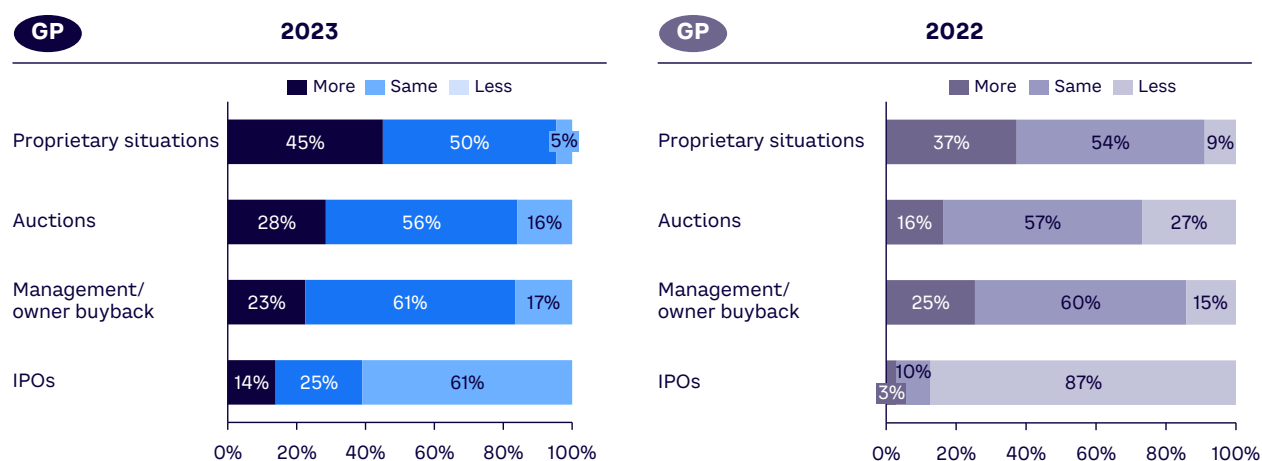 GP
2023
More Same Less
Proprietary situations
45% 50% 5%
Auctions
28% 56% 16%
Management/
owner buyback
23% 61% 17%
IPOs
14% 25% 61%
0% 20% 40% 60% 80% 100%
GP
2022
More Same Less
Proprietary situations
37% 54% 9%
Auctions
16% 57% 27%
Management/
owner buyback
25% 60% 15%
IPOs
3% 10% 87%
0% 20% 40% 60% 80% 100%